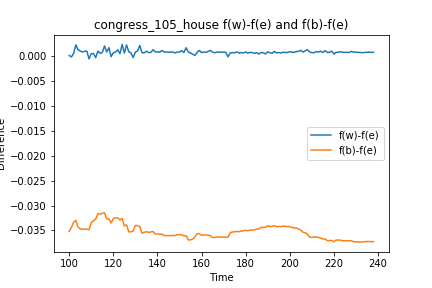 congress_105_house f(w)-f(e) and f(b)-f(e)
Difference
0.000
−0.005
−0.010
−0.015
−0.020
−0.025
−0.030
−0.035
f(w)-f(e)
f(b)-f(e)
100 120 140 160 180 200 220 240
Time